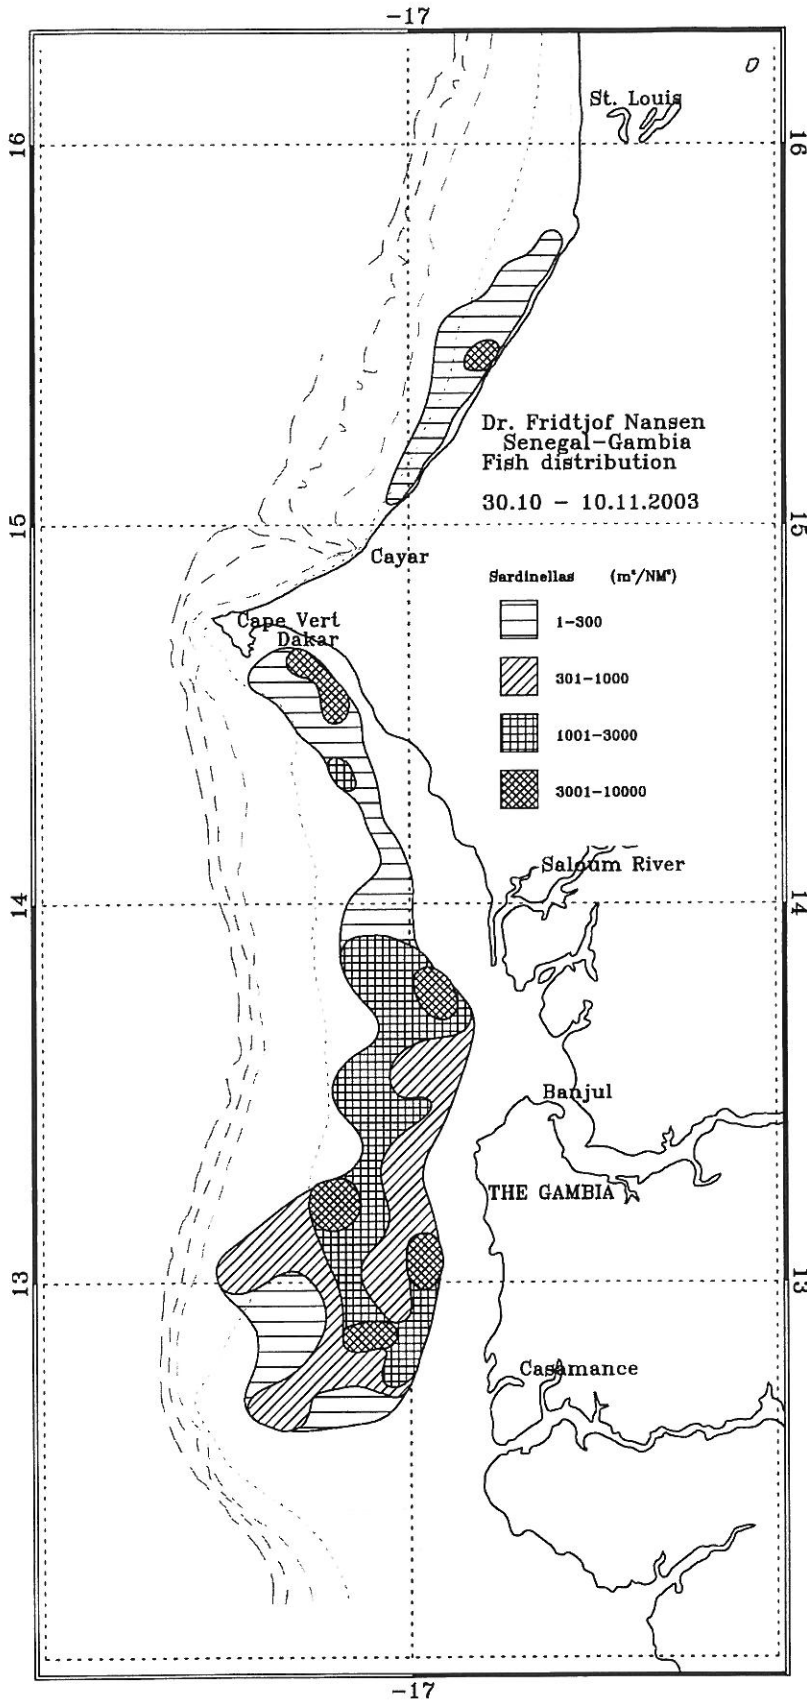 -17
16
16
St. Louis
Dr. Fridtjof Nansen
Senegal-Gambia
Fish distribution
30.10 - 10.11.2003
15
15
Cayar
Sardinellas (m²/NM²)
1-300
Cape Vert
Dakar
301-1000
1001-3000
3001-10000
Saloum River
14
14
Banjul
THE GAMBIA
13
13
Casamance
-17